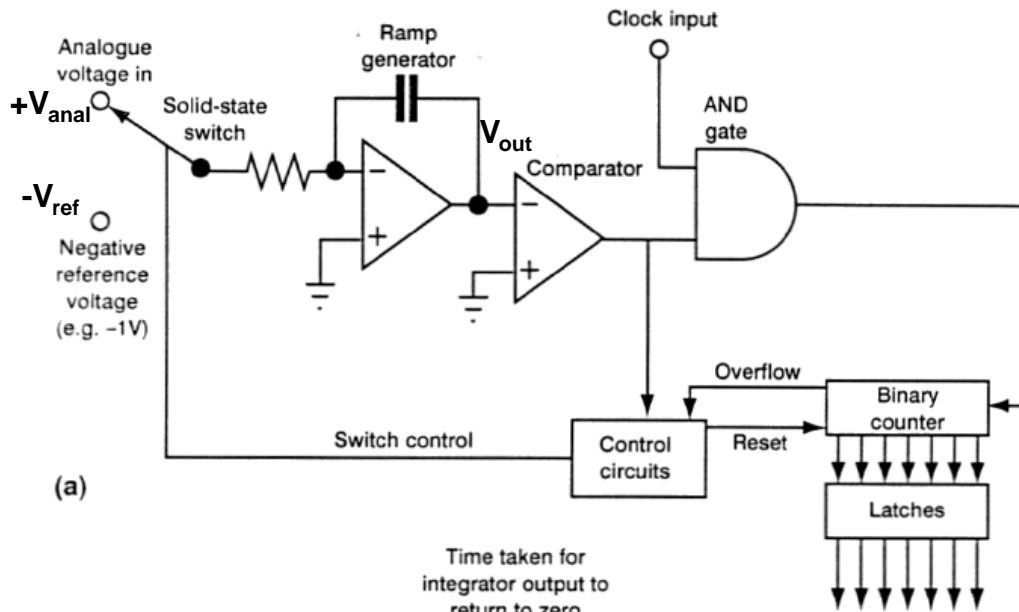 Clock input
Ramp
generator
Analogue
voltage in
+Vanal
Solid-state
switch
AND
gate
Vout
Comparator
−
+
−
+
-Vref
Negative
reference
voltage
(e.g. −1V)
Overflow
Binary
counter
Switch control
Control
circuits
Reset
(a)
Latches
Time taken for
integrator output to
return to zero